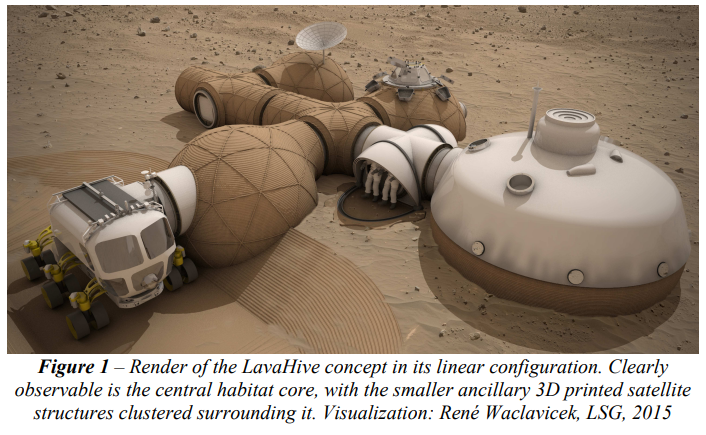 Figure 1 – Render of the LavaHive concept in its linear configuration. Clearly
observable is the central habitat core, with the smaller ancillary 3D printed satellite
structures clustered surrounding it. Visualization: René Waclavicek, LSG, 2015